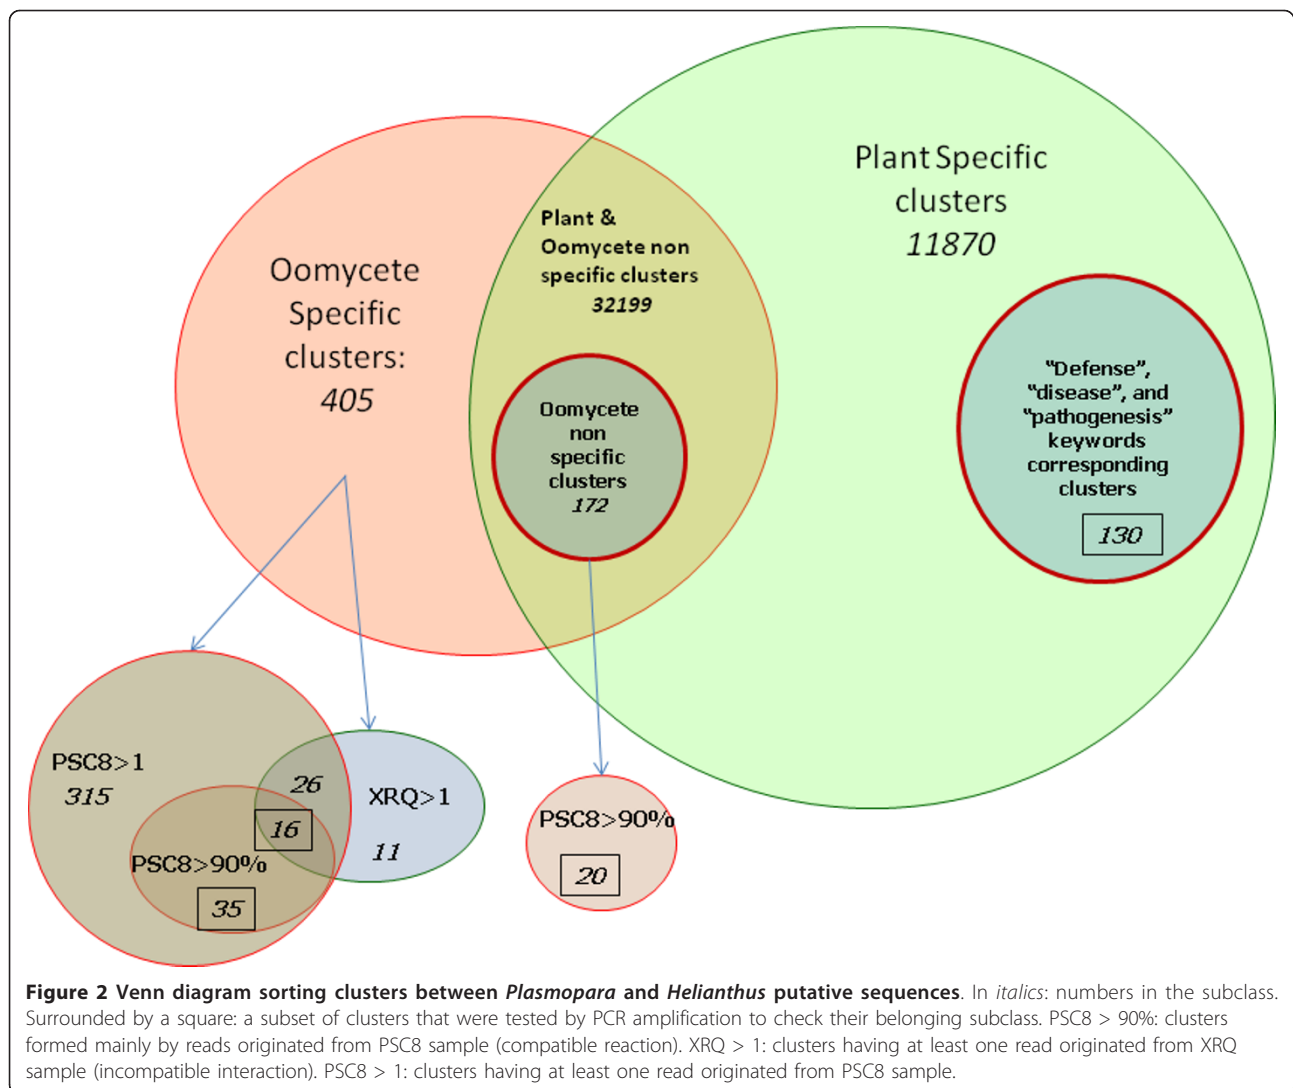 Oomycete
Specific
clusters:
405
Plant &
Oomycete non
specific clusters
32199
Plant Specific
clusters
11870
Oomycete
non
specific
clusters
172
“Defense”,
“disease”, and
“pathogenesis”
keywords
corresponding
clusters
130
PSC8>1
315
26
XRQ>1
16
11
PSC8>90%
35
PSC8>90%
20
Figure 2 Venn diagram sorting clusters between Plasmopara and Helianthus putative sequences. In italics: numbers in the subclass.
Surrounded by a square: a subset of clusters that were tested by PCR amplification to check their belonging subclass. PSC8 > 90%: clusters
formed mainly by reads originated from PSC8 sample (compatible reaction). XRQ > 1: clusters having at least one read originated from XRQ
sample (incompatible interaction). PSC8 > 1: clusters having at least one read originated from PSC8 sample.